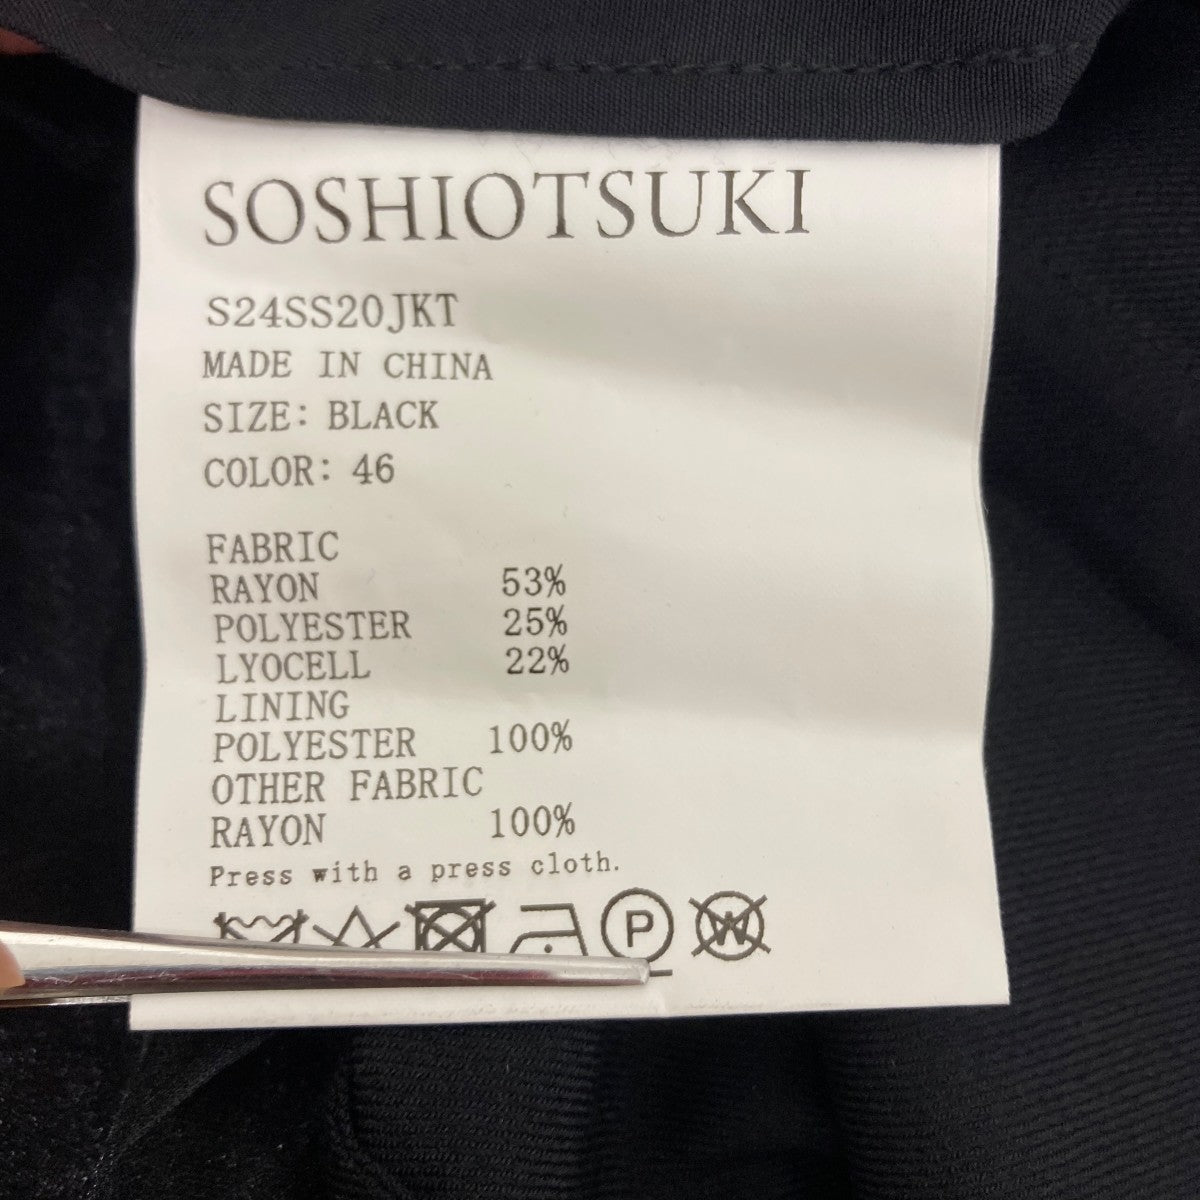 SOSHIOTSUKI
S24SS20JKT
MADE IN CHINA
SIZE: BLACK
COLOR: 46
FABRIC
RAYON 53%
POLYESTER 25%
LYOCELL 22%
LINING
POLYESTER 100%
OTHER FABRIC
RAYON 100%
Press with a press cloth.
P W